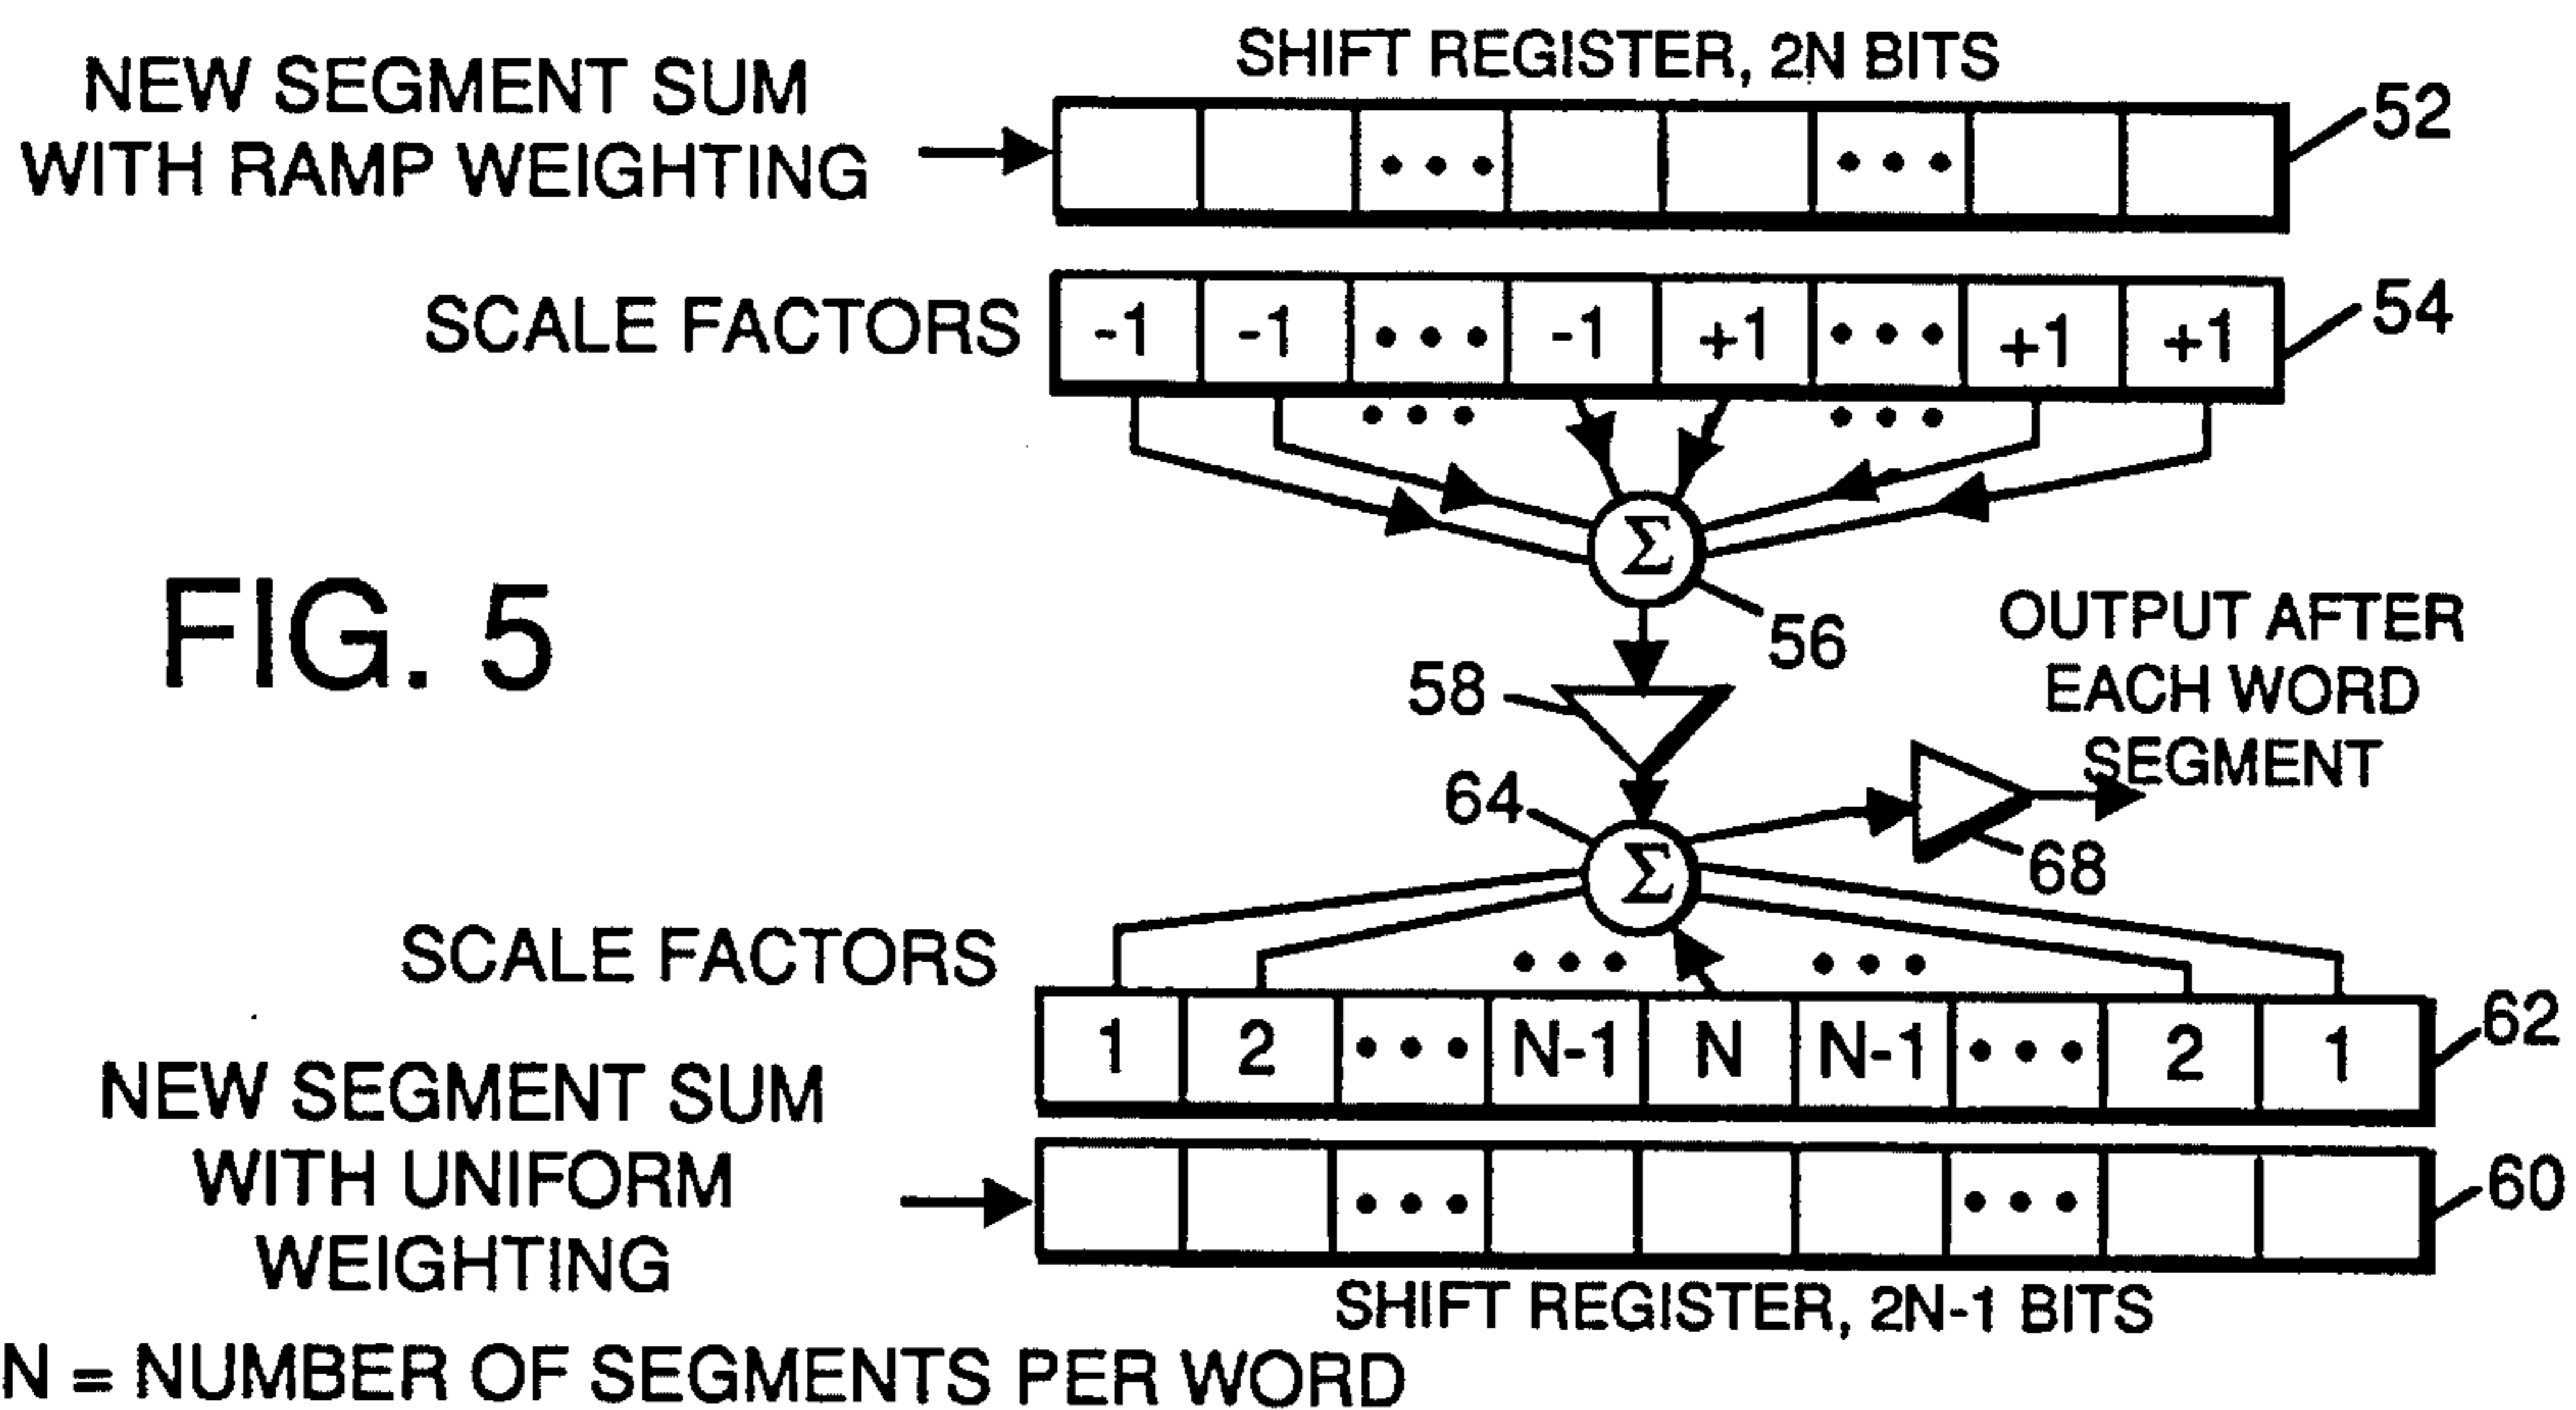 SHIFT REGISTER, 2N BITS
NEW SEGMENT SUM
WITH RAMP WEIGHTING
• • •
• • •
52
SCALE FACTORS
-1 -1 • • • -1 +1 • • • +1 +1
54
• • •
• • •
Σ
56
FIG. 5
58
OUTPUT AFTER
EACH WORD
SEGMENT
64
Σ
68
SCALE FACTORS
• • •
• • •
1 2 • • • N-1 N N-1 • • • 2 1
62
NEW SEGMENT SUM
WITH UNIFORM
WEIGHTING
• • •
• • •
60
SHIFT REGISTER, 2N-1 BITS
N = NUMBER OF SEGMENTS PER WORD